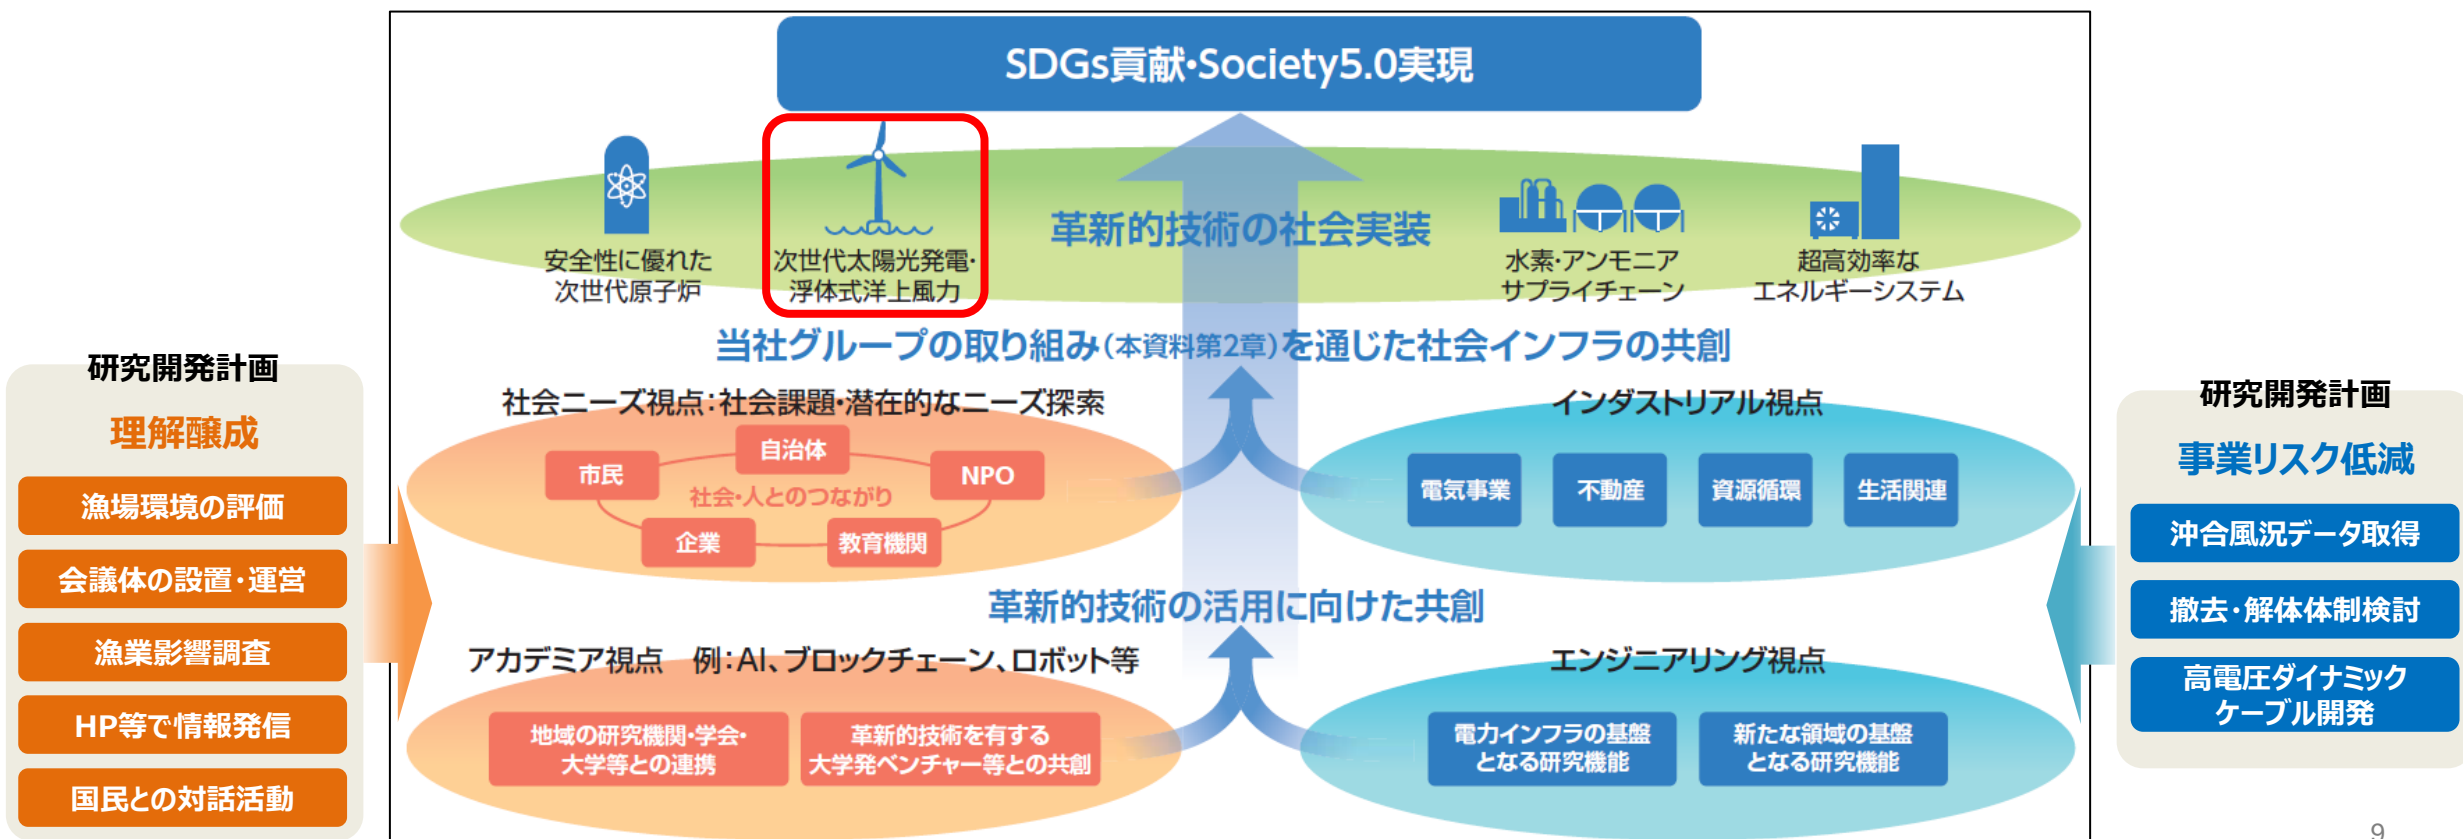 SDGs貢献・Society5.0実現
革新的技術の社会実装
安全性に優れた
次世代原子炉
次世代太陽光発電・
浮体式洋上風力
水素・アンモニア
サプライチェーン
超高効率な
エネルギーシステム
当社グループの取り組み(本資料第2章)を通じた社会インフラの共創
研究開発計画
理解醸成
漁場環境の評価
会議体の設置・運営
漁業影響調査
HP等で情報発信
国民との対話活動
社会ニーズ視点：社会課題・潜在的なニーズ探索
自治体
市民
NPO
社会・人とのつながり
企業
教育機関
インダストリアル視点
電気事業
不動産
資源循環
生活関連
革新的技術の活用に向けた共創
アカデミア視点　例：AI、ブロックチェーン、ロボット等
地域の研究機関・学会・
大学等との連携
革新的技術を有する
大学発ベンチャー等との共創
エンジニアリング視点
電力インフラの基盤
となる研究機能
新たな領域の基盤
となる研究機能
研究開発計画
事業リスク低減
沖合風況データ取得
撤去・解体体制検討
高電圧ダイナミック
ケーブル開発
9